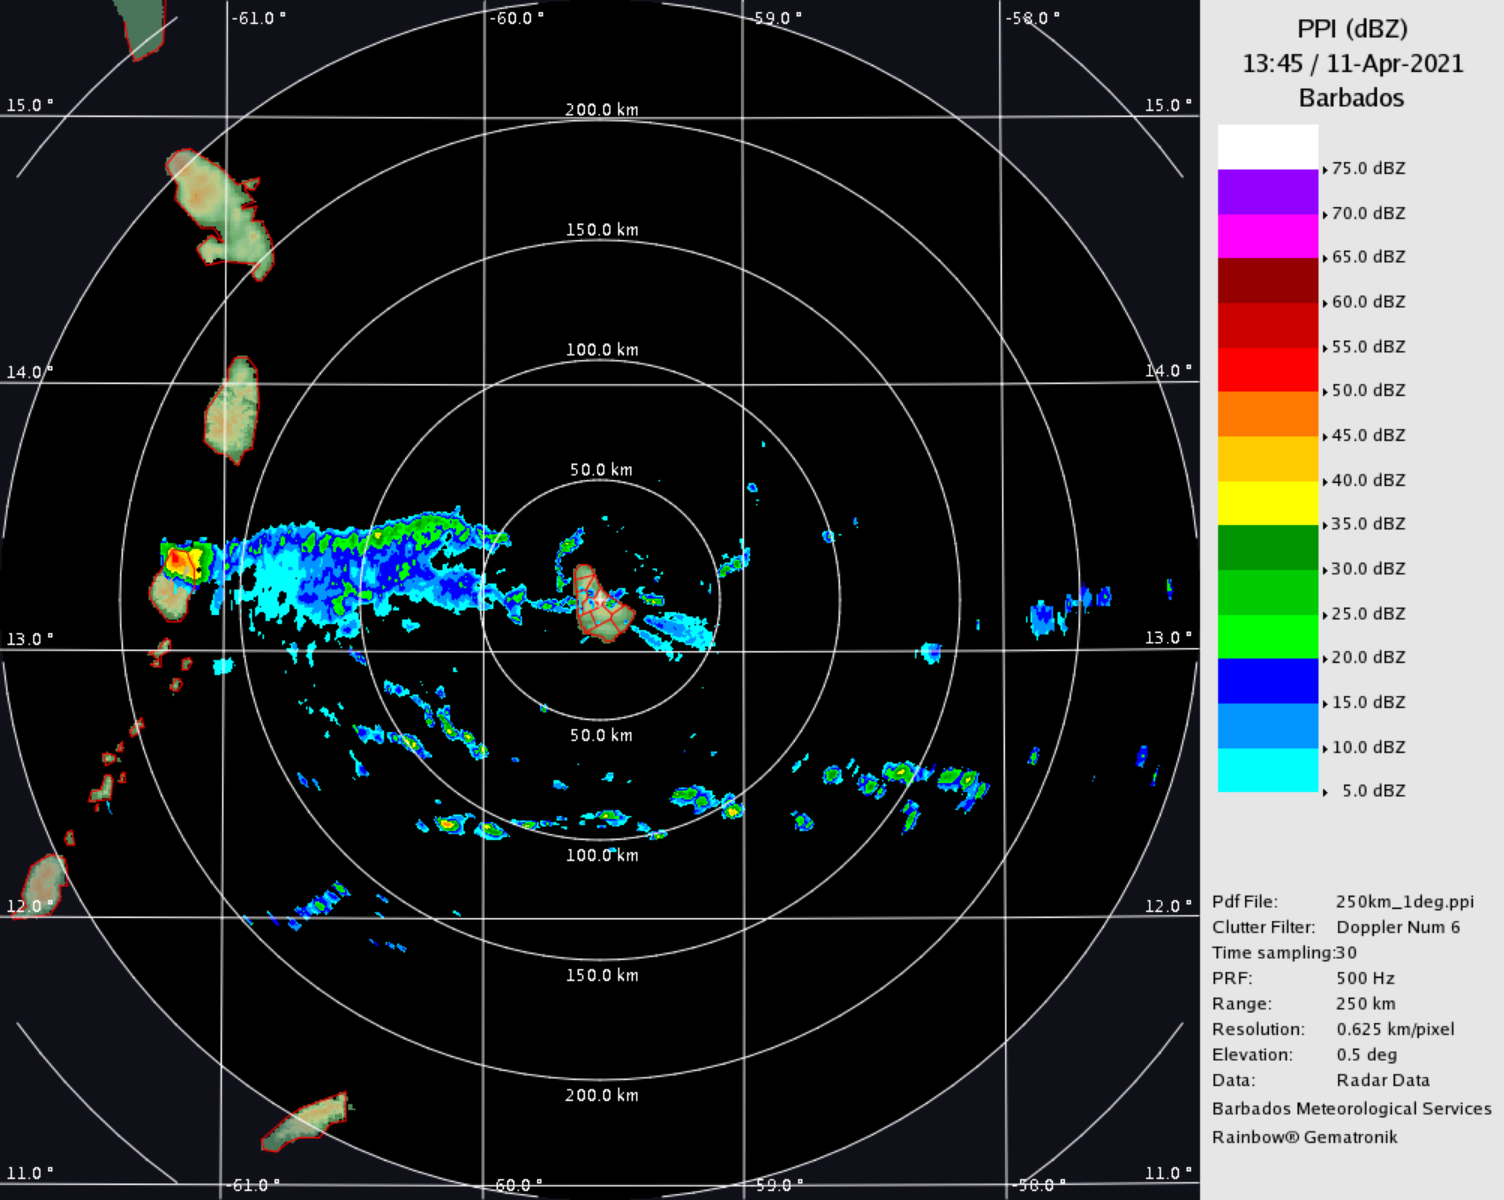 -61.0 °
-60.0 °
-59.0 °
-58.0 °
15.0 °
200.0 km
15.0 °
150.0 km
100.0 km
14.0 °
14.0 °
50.0 km
13.0 °
13.0 °
50.0 km
100.0 km
12.0 °
12.0 °
150.0 km
200.0 km
11.0 °
11.0 °
-61.0 °
-60.0 °
-59.0 °
-58.0 °
PPI (dBZ)
13:45 / 11-Apr-2021
Barbados
75.0 dBZ
70.0 dBZ
65.0 dBZ
60.0 dBZ
55.0 dBZ
50.0 dBZ
45.0 dBZ
40.0 dBZ
35.0 dBZ
30.0 dBZ
25.0 dBZ
20.0 dBZ
15.0 dBZ
10.0 dBZ
5.0 dBZ
Pdf File: 250km_1deg.ppi
Clutter Filter: Doppler Num 6
Time sampling:30
PRF: 500 Hz
Range: 250 km
Resolution: 0.625 km/pixel
Elevation: 0.5 deg
Data: Radar Data
Barbados Meteorological Services
Rainbow® Gematronik